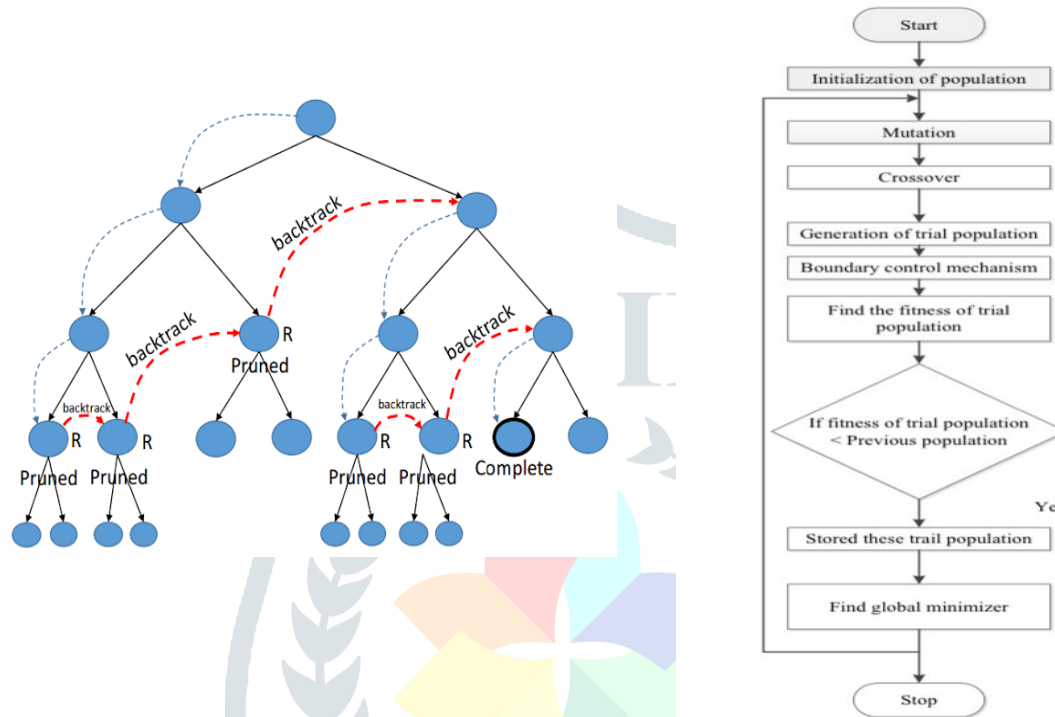 backtrack
backtrack
backtrack
R
Pruned
backtrack
R
R
Pruned
Pruned
backtrack
R
R
Pruned
Pruned
Complete
Start
Initialization of population
Mutation
Crossover
Generation of trial population
Boundary control mechanism
Find the fitness of trial
population
If fitness of trial population
< Previous population
Stored these trail population
Find global minimizer
Stop